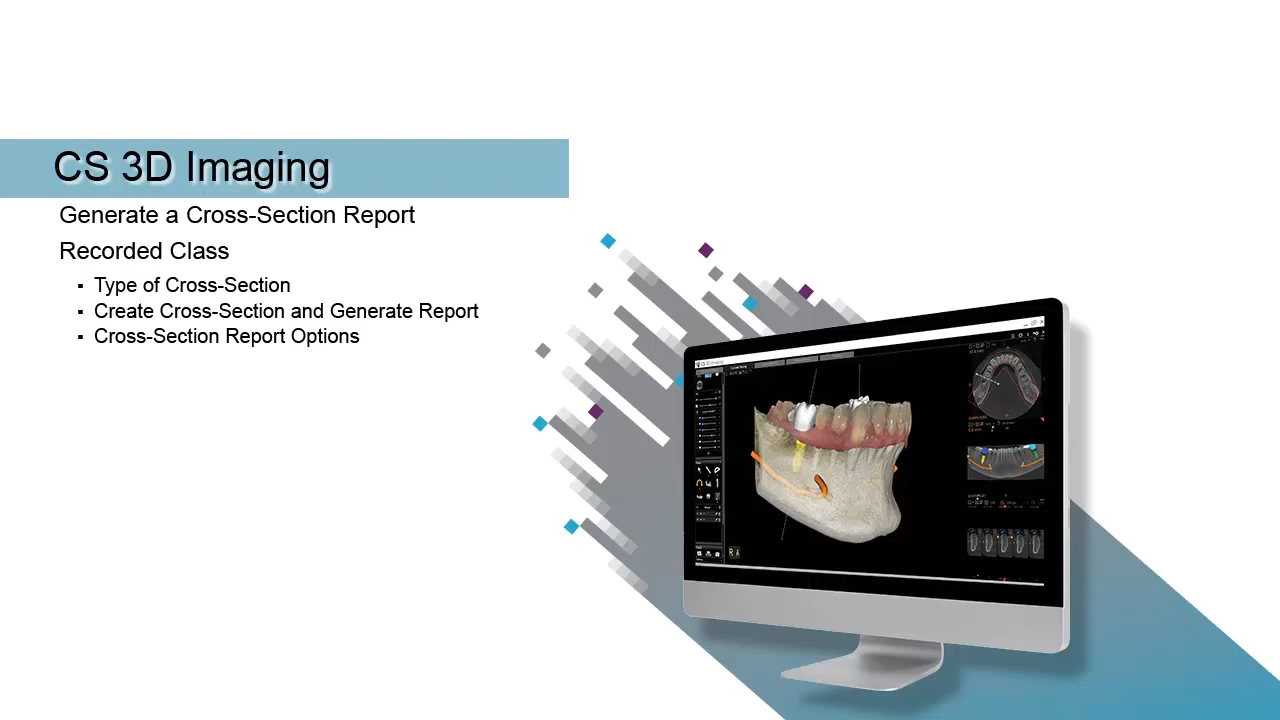 CS 3D Imaging
Generate a Cross-Section Report
Recorded Class
▪ Type of Cross-Section
▪ Create Cross-Section and Generate Report
▪ Cross-Section Report Options
R A